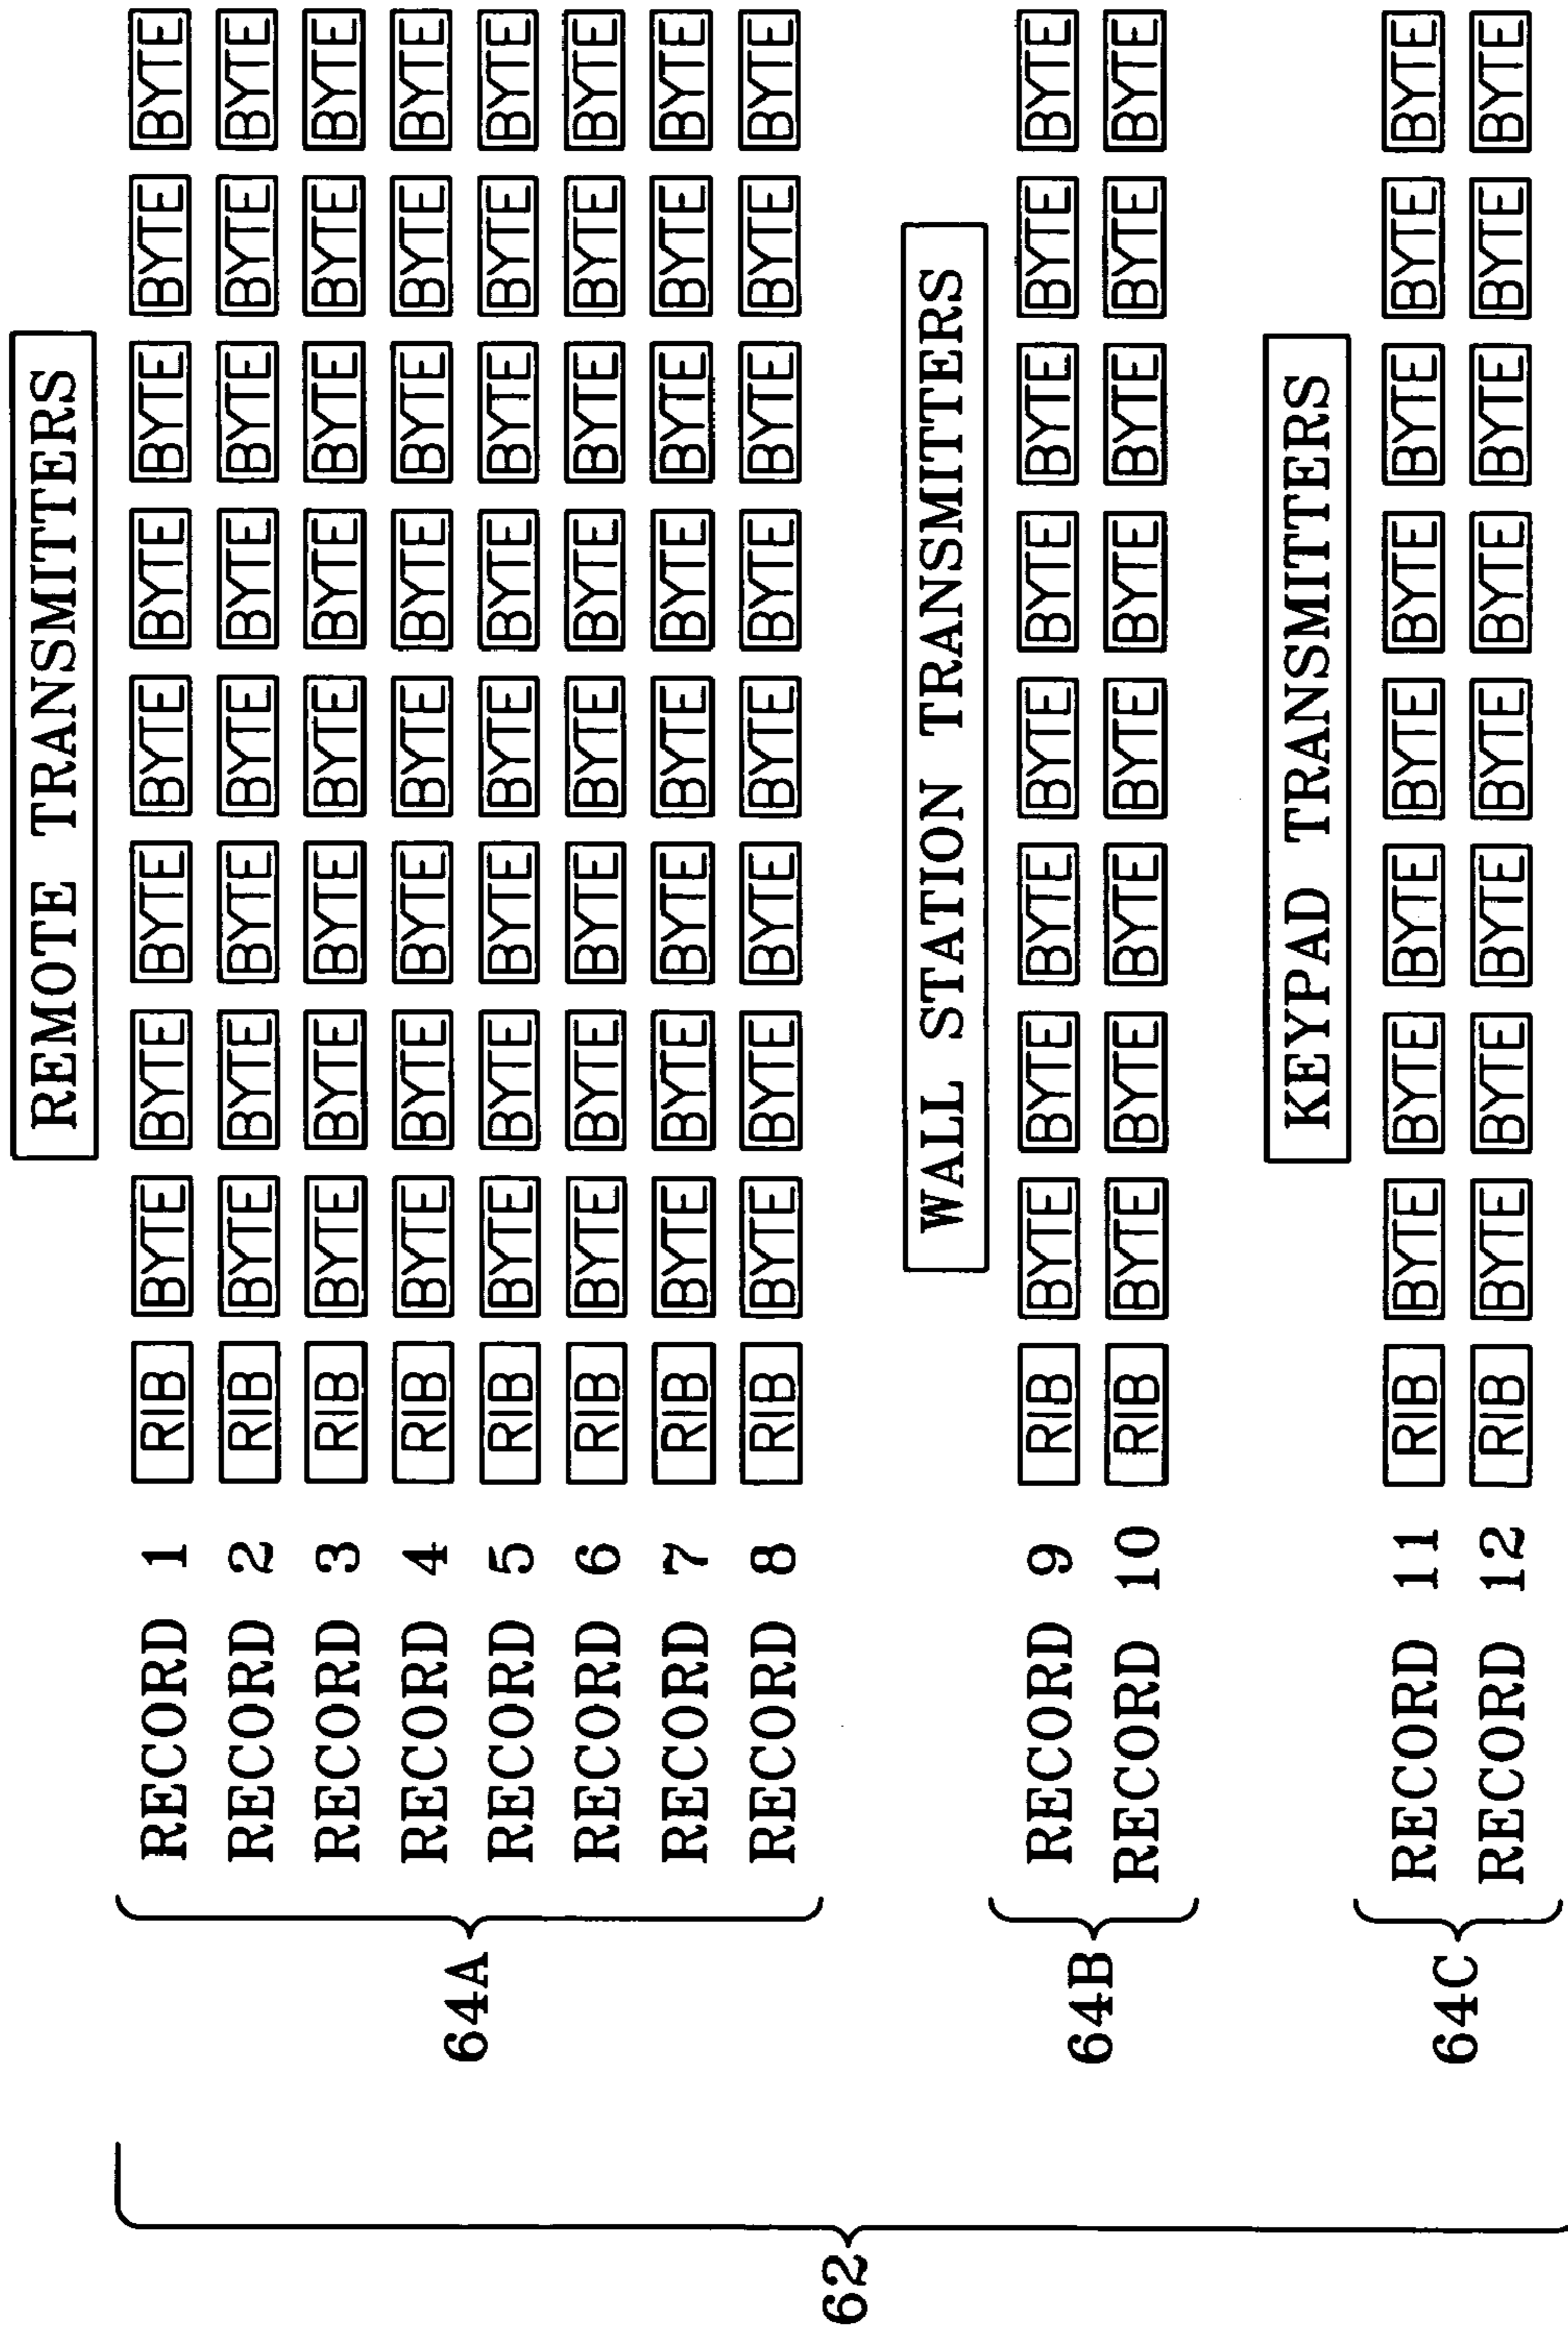 REMOTE TRANSMITTERS
RECORD 1 RIB BYTE BYTE BYTE BYTE BYTE BYTE BYTE BYTE
RECORD 2 RIB BYTE BYTE BYTE BYTE BYTE BYTE BYTE BYTE
RECORD 3 RIB BYTE BYTE BYTE BYTE BYTE BYTE BYTE BYTE
RECORD 4 RIB BYTE BYTE BYTE BYTE BYTE BYTE BYTE BYTE
64A
RECORD 5 RIB BYTE BYTE BYTE BYTE BYTE BYTE BYTE BYTE
RECORD 6 RIB BYTE BYTE BYTE BYTE BYTE BYTE BYTE BYTE
RECORD 7 RIB BYTE BYTE BYTE BYTE BYTE BYTE BYTE BYTE
RECORD 8 RIB BYTE BYTE BYTE BYTE BYTE BYTE BYTE BYTE
62
WALL STATION TRANSMITTERS
RECORD 9 RIB BYTE BYTE BYTE BYTE BYTE BYTE BYTE BYTE
64B
RECORD 10 RIB BYTE BYTE BYTE BYTE BYTE BYTE BYTE BYTE
KEYPAD TRANSMITTERS
RECORD 11 RIB BYTE BYTE BYTE BYTE BYTE BYTE BYTE BYTE
64C
RECORD 12 RIB BYTE BYTE BYTE BYTE BYTE BYTE BYTE BYTE